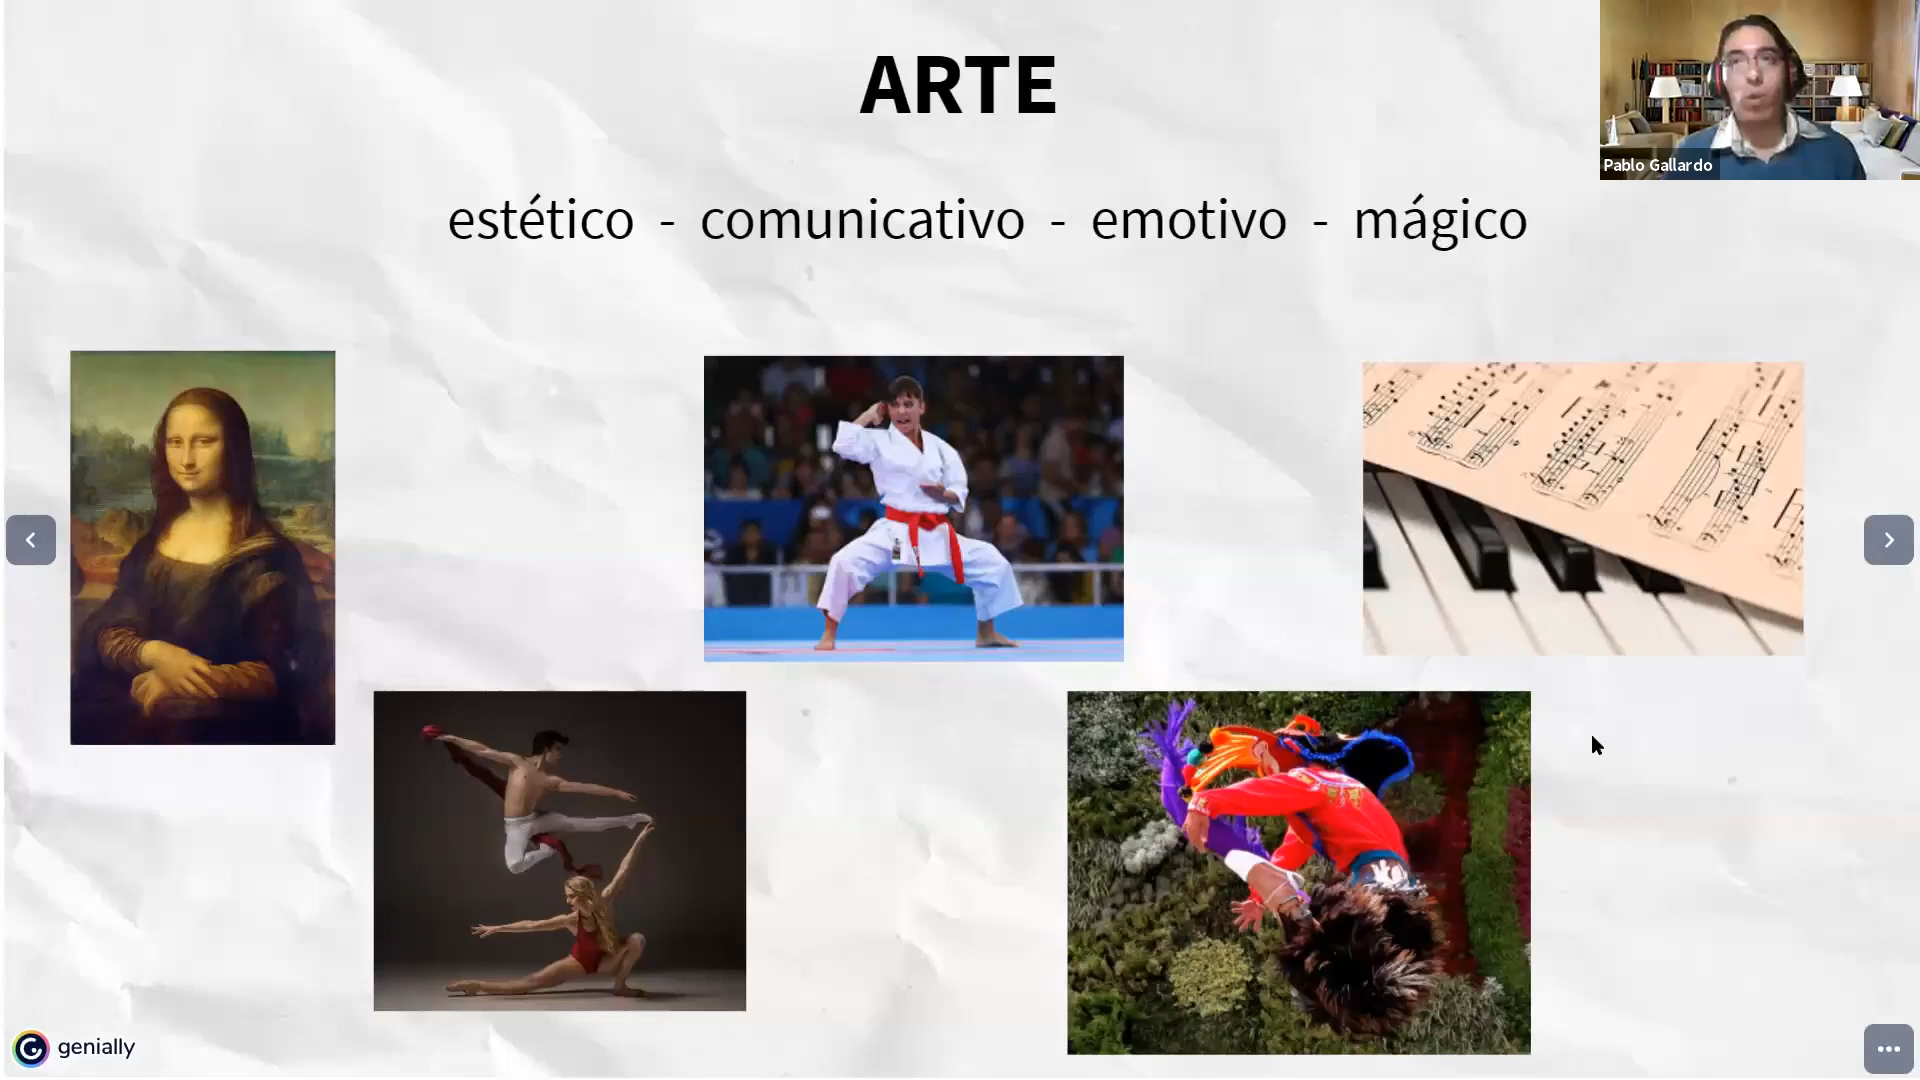 ARTE
Pablo Gallardo
estético - comunicativo - emotivo - mágico
genially